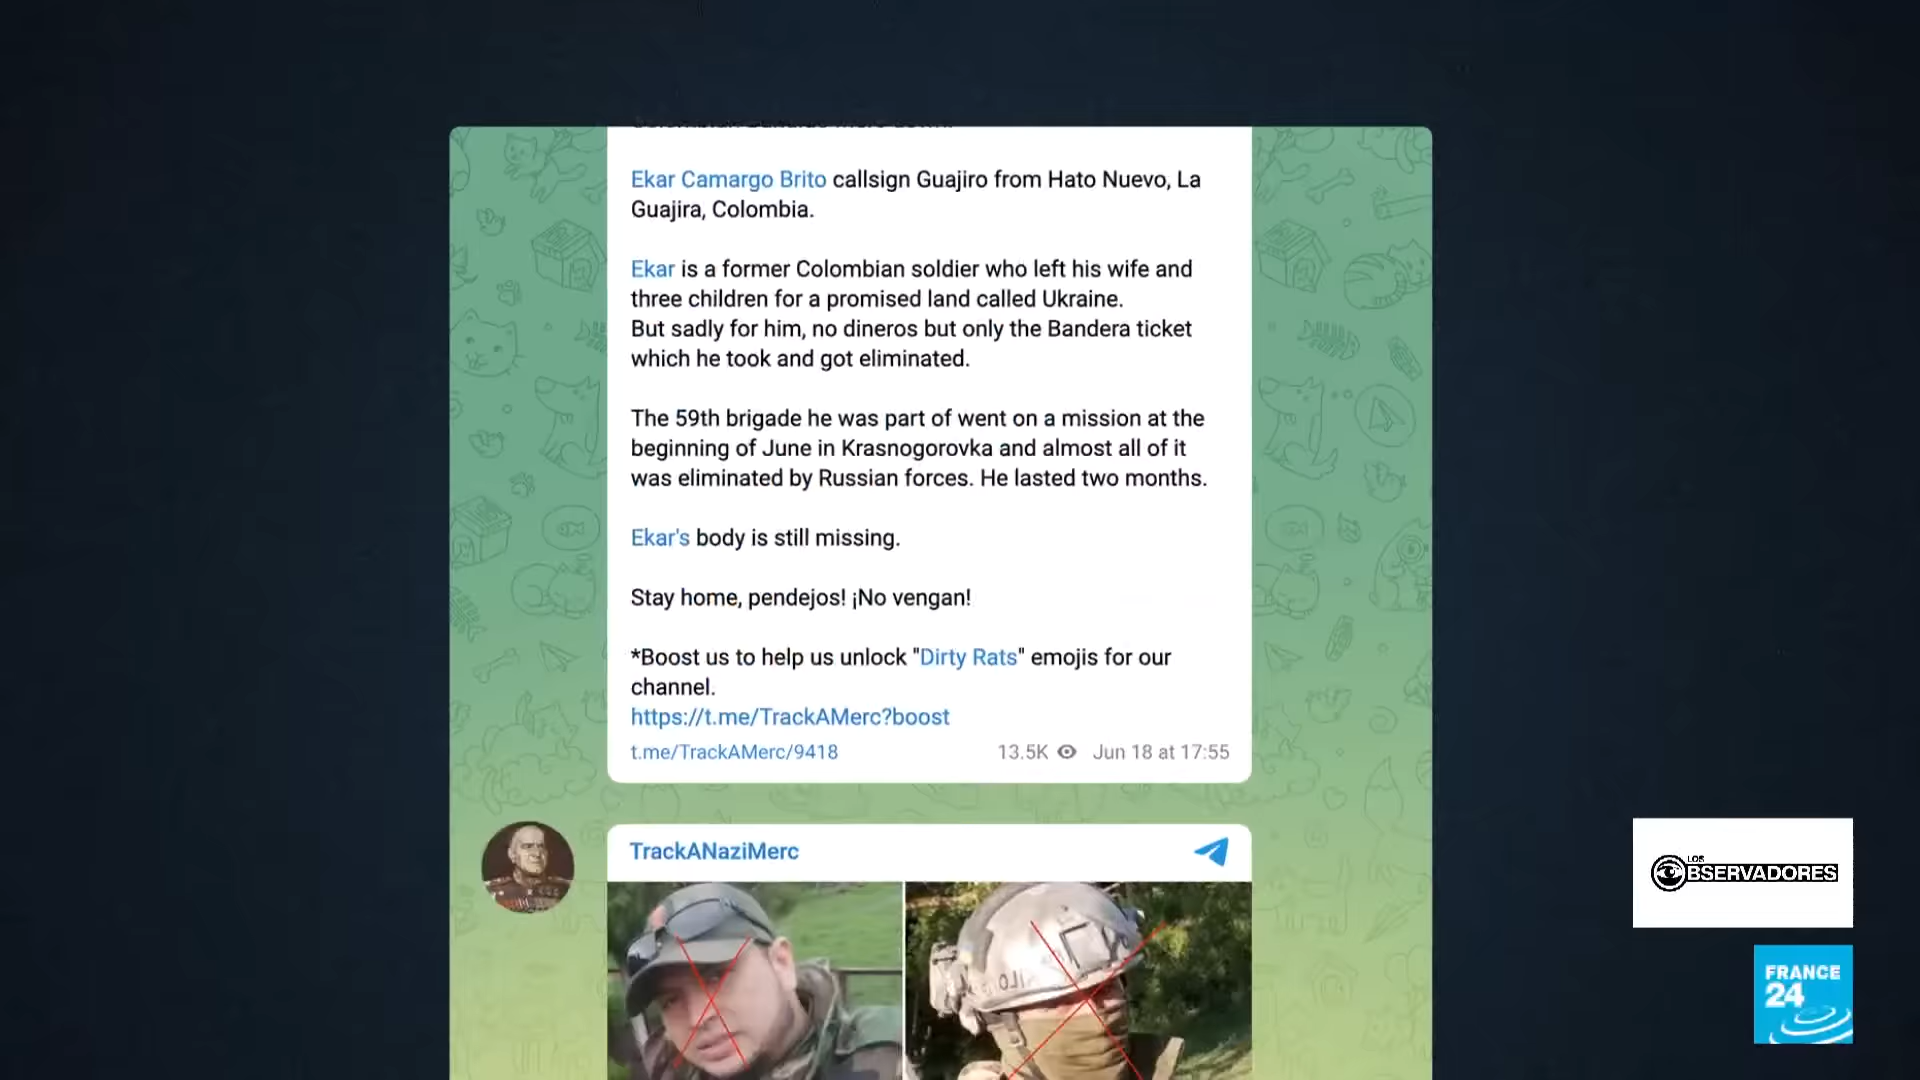 Ekar Camargo Brito callsign Guajiro from Hato Nuevo, La
Guajira, Colombia.
Ekar is a former Colombian soldier who left his wife and
three children for a promised land called Ukraine.
But sadly for him, no dineros but only the Bandera ticket
which he took and got eliminated.
The 59th brigade he was part of went on a mission at the
beginning of June in Krasnogorovka and almost all of it
was eliminated by Russian forces. He lasted two months.
Ekar's body is still missing.
Stay home, pendejos! ¡No vengan!
*Boost us to help us unlock "Dirty Rats" emojis for our
channel.
https://t.me/TrackAMerc?boost
t.me/TrackAMerc/9418 13.5K Jun 18 at 17:55
TrackANaziMerc
LOS
OBSERVADORES
FRANCE
24